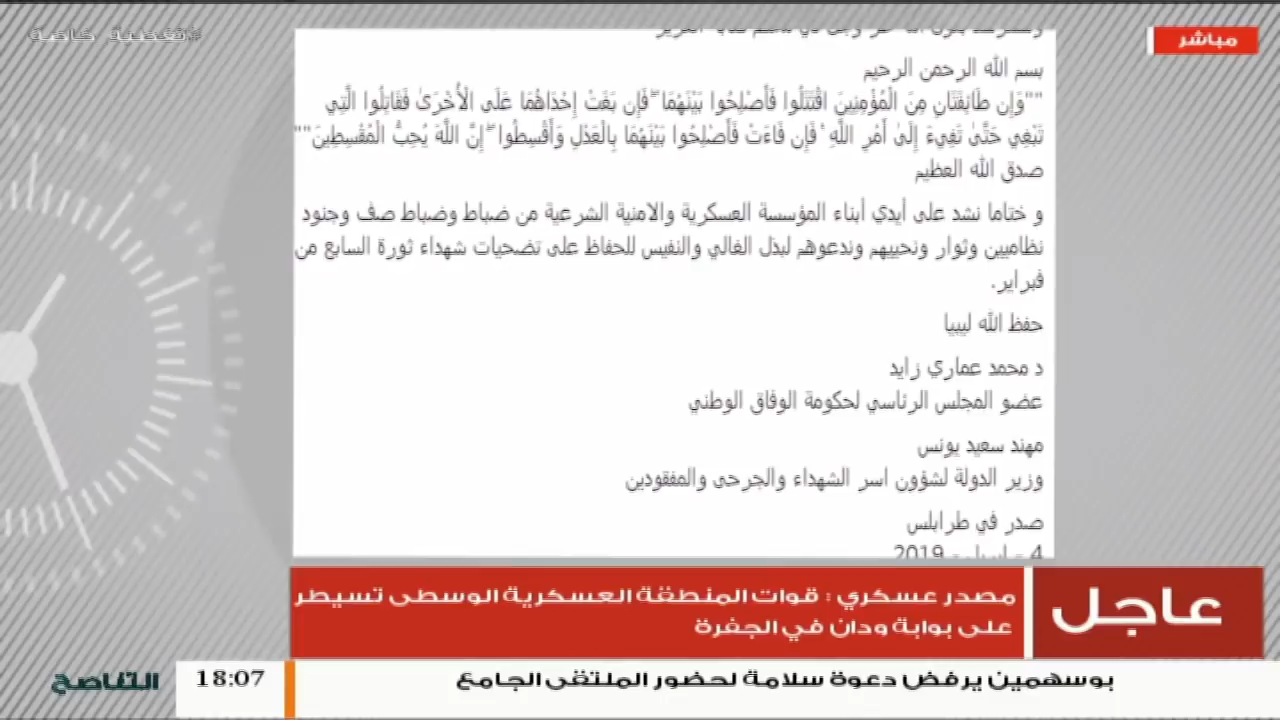 #تغطية خاصة
مباشر
بسم الله الرحمن الرحيم
""وَإِن طَائِفَتَانِ مِنَ الْمُؤْمِنِينَ اقْتَتَلُوا فَأَصْلِحُوا بَيْنَهُمَا ۖ فَإِن بَغَتْ إِحْدَاهُمَا عَلَى الْأُخْرَىٰ فَقَاتِلُوا الَّتِي
تَبْغِي حَتَّىٰ تَفِيءَ إِلَىٰ أَمْرِ اللَّهِ ۚ فَإِن فَاءَتْ فَأَصْلِحُوا بَيْنَهُمَا بِالْعَدْلِ وَأَقْسِطُوا ۖ إِنَّ اللَّهَ يُحِبُّ الْمُقْسِطِينَ""
صدق الله العظيم
و ختاما نشد على أيدي أبناء المؤسسة العسكرية والامنية الشرعية من ضباط وضباط صف وجنود
نظاميين وثوار ونحييهم وندعوهم لبذل الغالي والنفيس للحفاظ على تضحيات شهداء ثورة السابع من
فبراير.
حفظ الله ليبيا
د محمد عماري زايد
عضو المجلس الرئاسي لحكومة الوفاق الوطني
مهند سعيد يونس
وزير الدولة لشؤون اسر الشهداء والجرحى والمفقودين
صدر في طرابلس
4 - ابريل - 2019
عاجل
مصدر عسكري : قوات المنطقة العسكرية الوسطى تسيطر
على بوابة ودان في الجفرة
التناصح
18:07
بوسهمين يرفض دعوة سلامة لحضور الملتقى الجامع